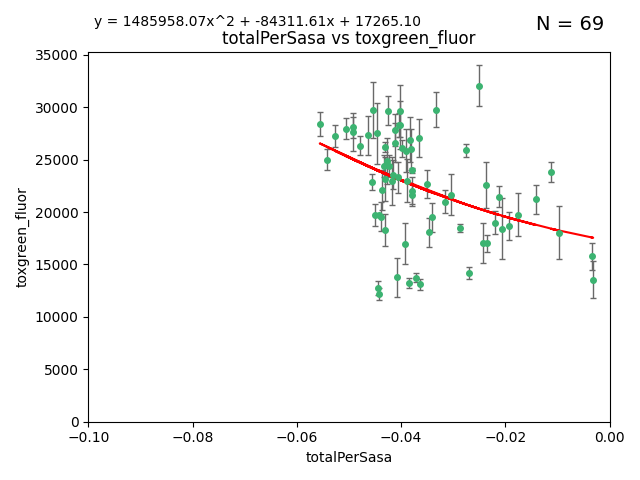 y = 1485958.07x^2 + -84311.61x + 17265.10
N = 69
totalPerSasa vs toxgreen_fluor
35000
30000
25000
20000
15000
10000
5000
0
toxgreen_fluor
−0.10 −0.08 −0.06 −0.04 −0.02 0.00
totalPerSasa